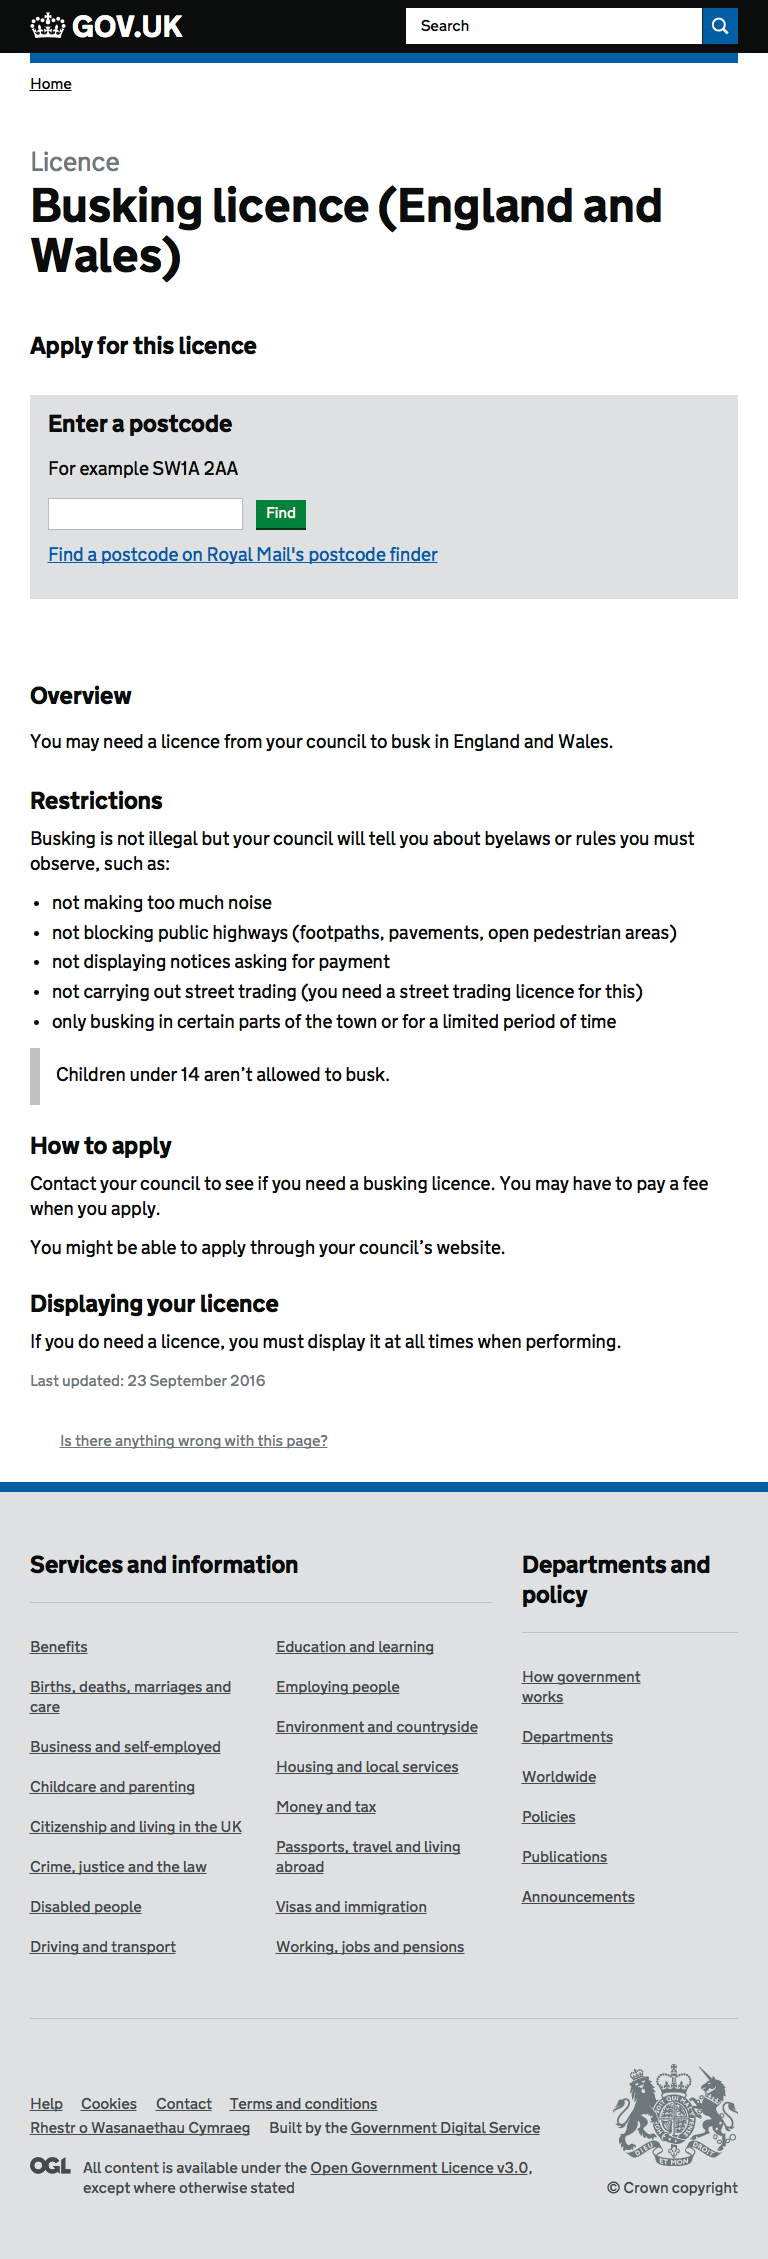 GOV.UK
Search
Home
Licence
Busking licence (England and
Wales)
Apply for this licence
Enter a postcode
For example SW1A 2AA
Find
Find a postcode on Royal Mail's postcode finder
Overview
You may need a licence from your council to busk in England and Wales.
Restrictions
Busking is not illegal but your council will tell you about byelaws or rules you must
observe, such as:
• not making too much noise
• not blocking public highways (footpaths, pavements, open pedestrian areas)
• not displaying notices asking for payment
• not carrying out street trading (you need a street trading licence for this)
• only busking in certain parts of the town or for a limited period of time
Children under 14 aren’t allowed to busk.
How to apply
Contact your council to see if you need a busking licence. You may have to pay a fee
when you apply.
You might be able to apply through your council’s website.
Displaying your licence
If you do need a licence, you must display it at all times when performing.
Last updated: 23 September 2016
Is there anything wrong with this page?
Services and information
Benefits
Births, deaths, marriages and
care
Business and self-employed
Childcare and parenting
Citizenship and living in the UK
Crime, justice and the law
Disabled people
Driving and transport
Education and learning
Employing people
Environment and countryside
Housing and local services
Money and tax
Passports, travel and living
abroad
Visas and immigration
Working, jobs and pensions
Departments and
policy
How government
works
Departments
Worldwide
Policies
Publications
Announcements
Help Cookies Contact Terms and conditions
Rhestr o Wasanaethau Cymraeg Built by the Government Digital Service
OGL All content is available under the Open Government Licence v3.0,
except where otherwise stated
DIEU ET MON DROIT
© Crown copyright